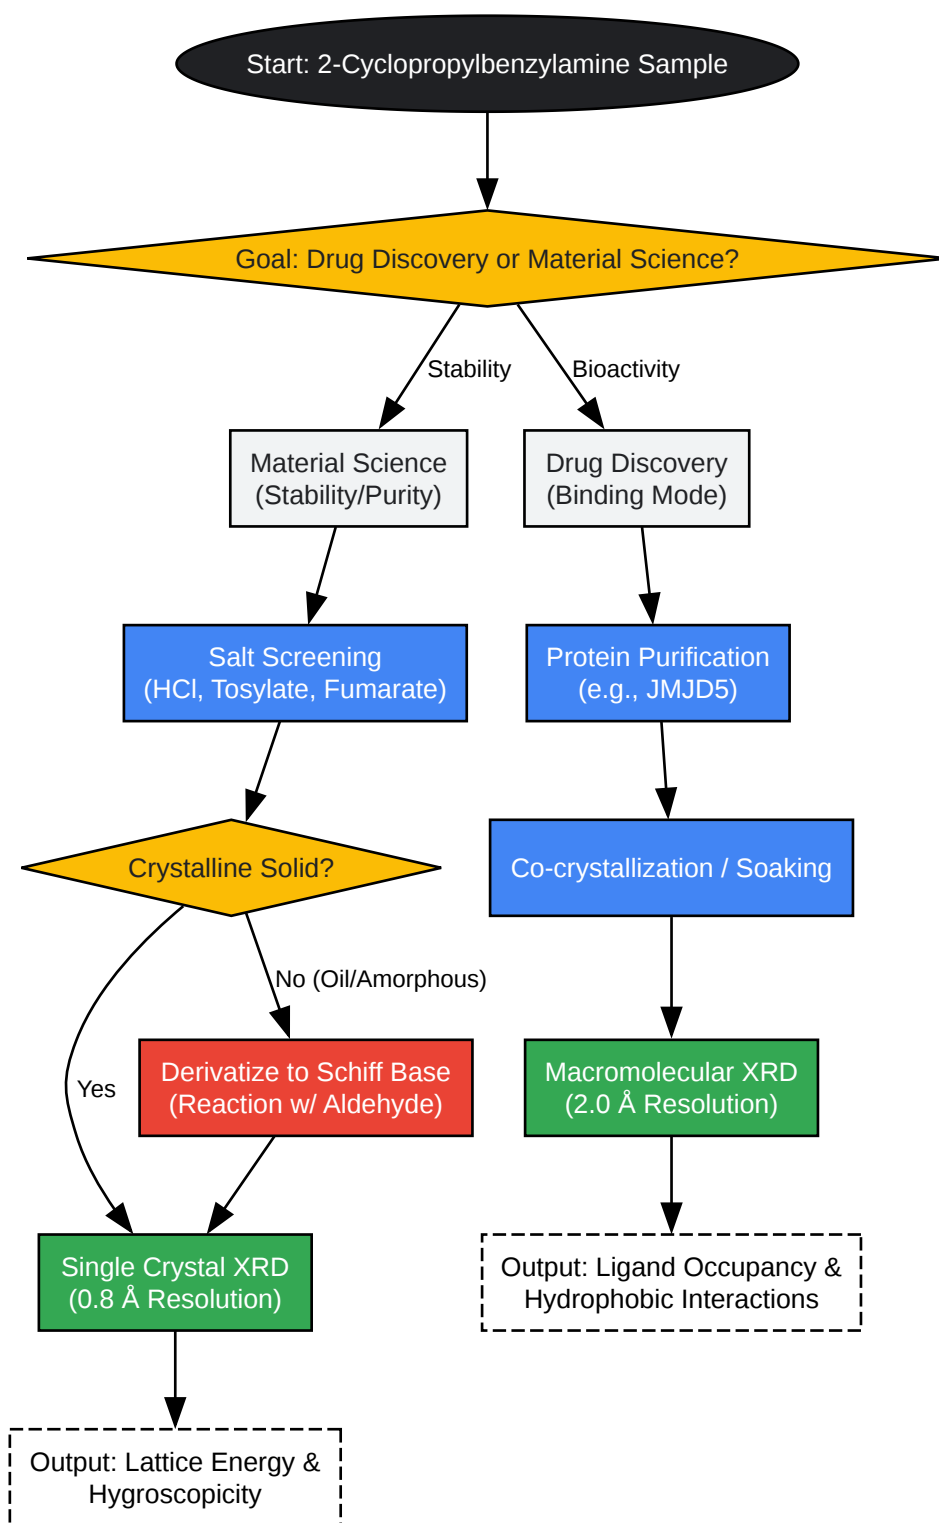 Start: 2-Cyclopropylbenzylamine Sample
Goal: Drug Discovery or Material Science?
Stability
Bioactivity
Material Science
(Stability/Purity)
Drug Discovery
(Binding Mode)
Salt Screening
(HCl, Tosylate, Fumarate)
Protein Purification
(e.g., JMJD5)
Crystalline Solid?
Co-crystallization / Soaking
No (Oil/Amorphous)
Yes
Derivatize to Schiff Base
(Reaction w/ Aldehyde)
Macromolecular XRD
(2.0 Å Resolution)
Single Crystal XRD
(0.8 Å Resolution)
Output: Ligand Occupancy &
Hydrophobic Interactions
Output: Lattice Energy &
Hygroscopicity